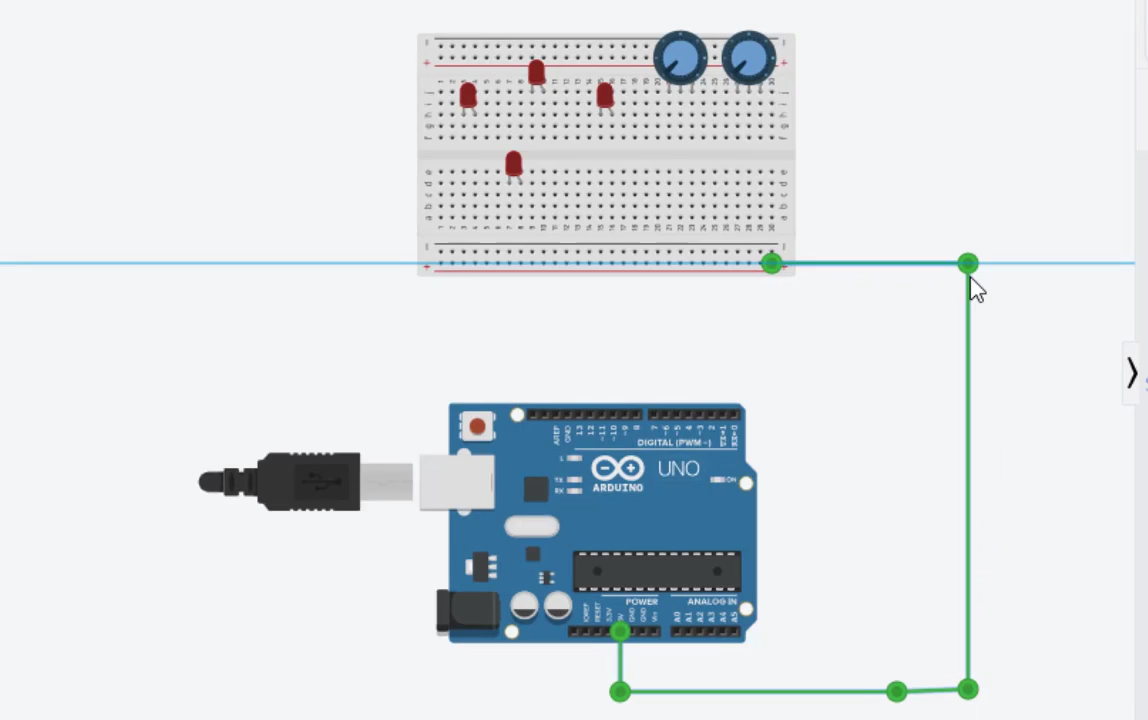 - -
+ +
j i h g f
e d c b a
- -
+ +
AREF GND 13 12 ~11 ~10 ~9 8 7 ~6 ~5 4 ~3 2 TX→1 RX←0
DIGITAL (PWM ~)
L
TX
RX
UNO
ON
ARDUINO
POWER ANALOG IN
IOREF RESET 3.3V 5V GND GND Vin A0 A1 A2 A3 A4 A5